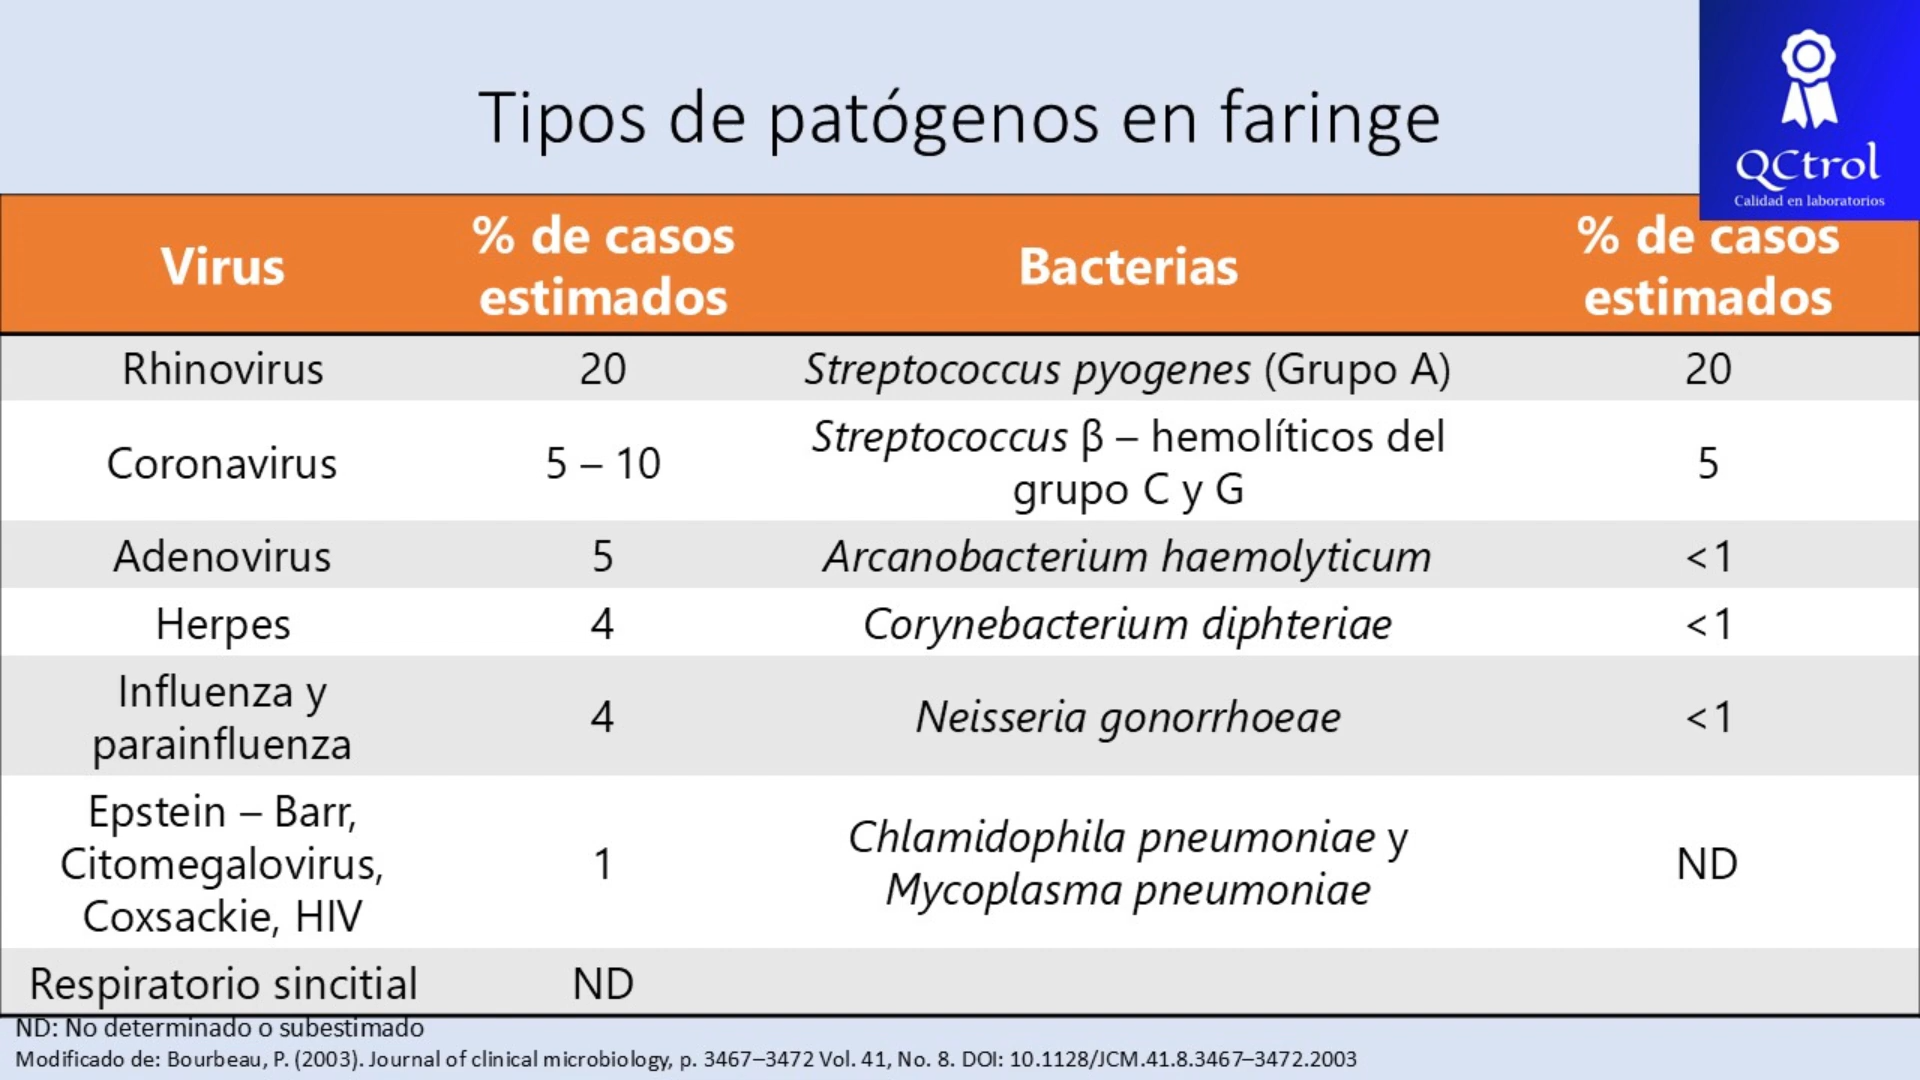 Tipos de patógenos en faringe
QCtrol
Calidad en laboratorios
Virus
% de casos
estimados
Bacterias
% de casos
estimados
Rhinovirus
20
Streptococcus pyogenes (Grupo A)
20
Coronavirus
5 – 10
Streptococcus β – hemolíticos del
grupo C y G
5
Adenovirus
5
Arcanobacterium haemolyticum
<1
Herpes
4
Corynebacterium diphteriae
<1
Influenza y
parainfluenza
4
Neisseria gonorrhoeae
<1
Epstein – Barr,
Citomegalovirus,
Coxsackie, HIV
1
Chlamidophila pneumoniae y
Mycoplasma pneumoniae
ND
Respiratorio sincitial
ND
ND: No determinado o subestimado
Modificado de: Bourbeau, P. (2003). Journal of clinical microbiology, p. 3467–3472 Vol. 41, No. 8. DOI: 10.1128/JCM.41.8.3467–3472.2003